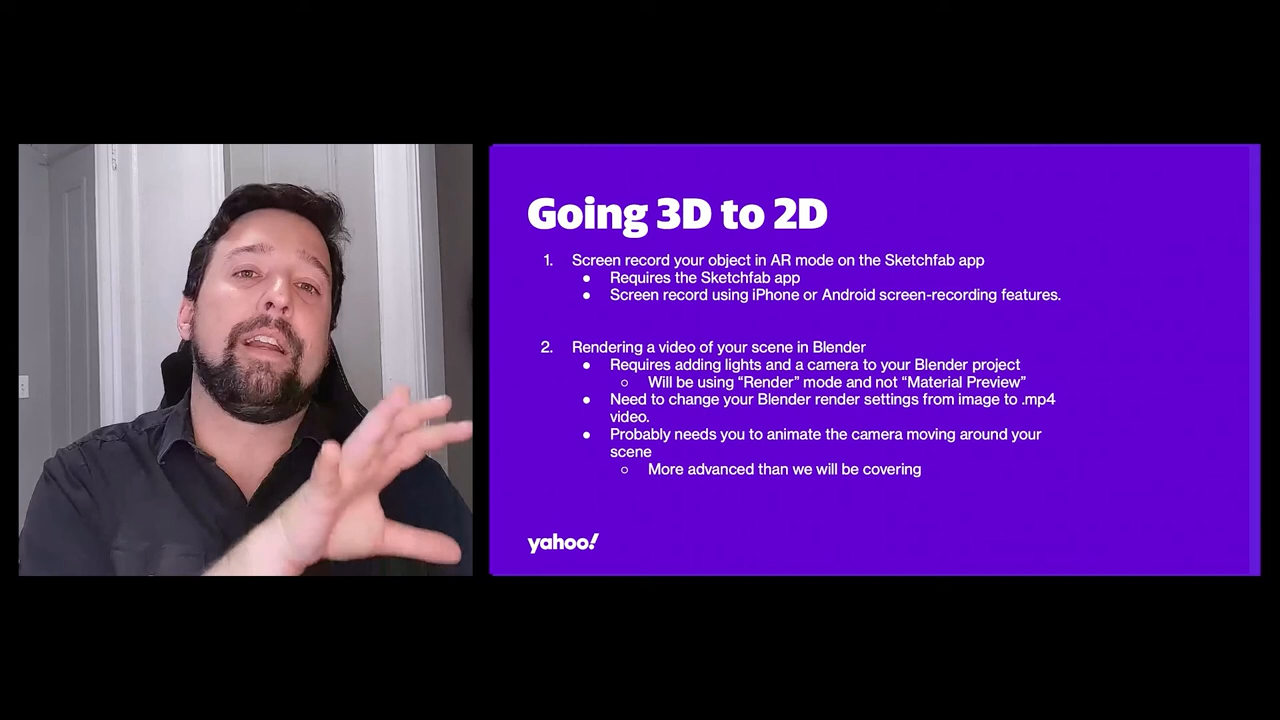 Going 3D to 2D
1. Screen record your object in AR mode on the Sketchfab app
● Requires the Sketchfab app
● Screen record using iPhone or Android screen-recording features.
2. Rendering a video of your scene in Blender
● Requires adding lights and a camera to your Blender project
○ Will be using “Render” mode and not “Material Preview”
● Need to change your Blender render settings from image to .mp4
video.
● Probably needs you to animate the camera moving around your
scene
○ More advanced than we will be covering
yahoo!